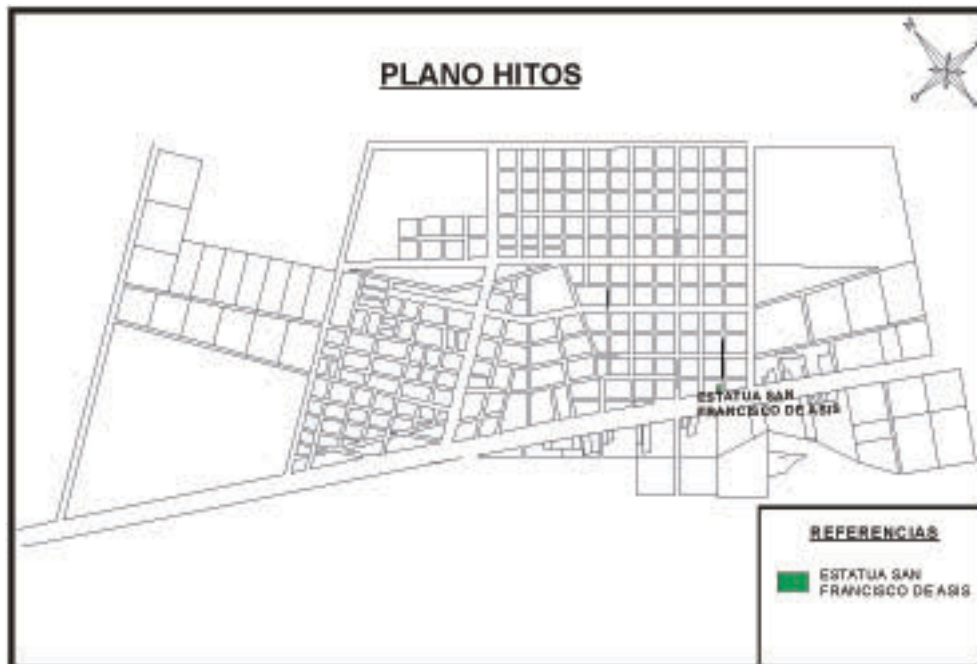 PLANO HITOS
ESTATUA SAN
FRANCISCO DE ASIS
REFERENCIAS
ESTATUA SAN
FRANCISCO DE ASIS